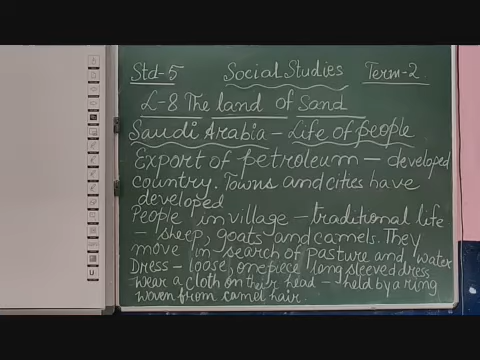 Std-5 Social Studies Term-2.
L-8 The land of Sand
Saudi Arabia - Life of people
Export of petroleum - developed
country. Towns and cities have
developed
People in village - traditional life
- sheep, goats and camels. They
move in search of pasture and water
Dress - loose, onepiece long sleeved dress
wear a cloth on their head - held by a ring
woven from camel hair.